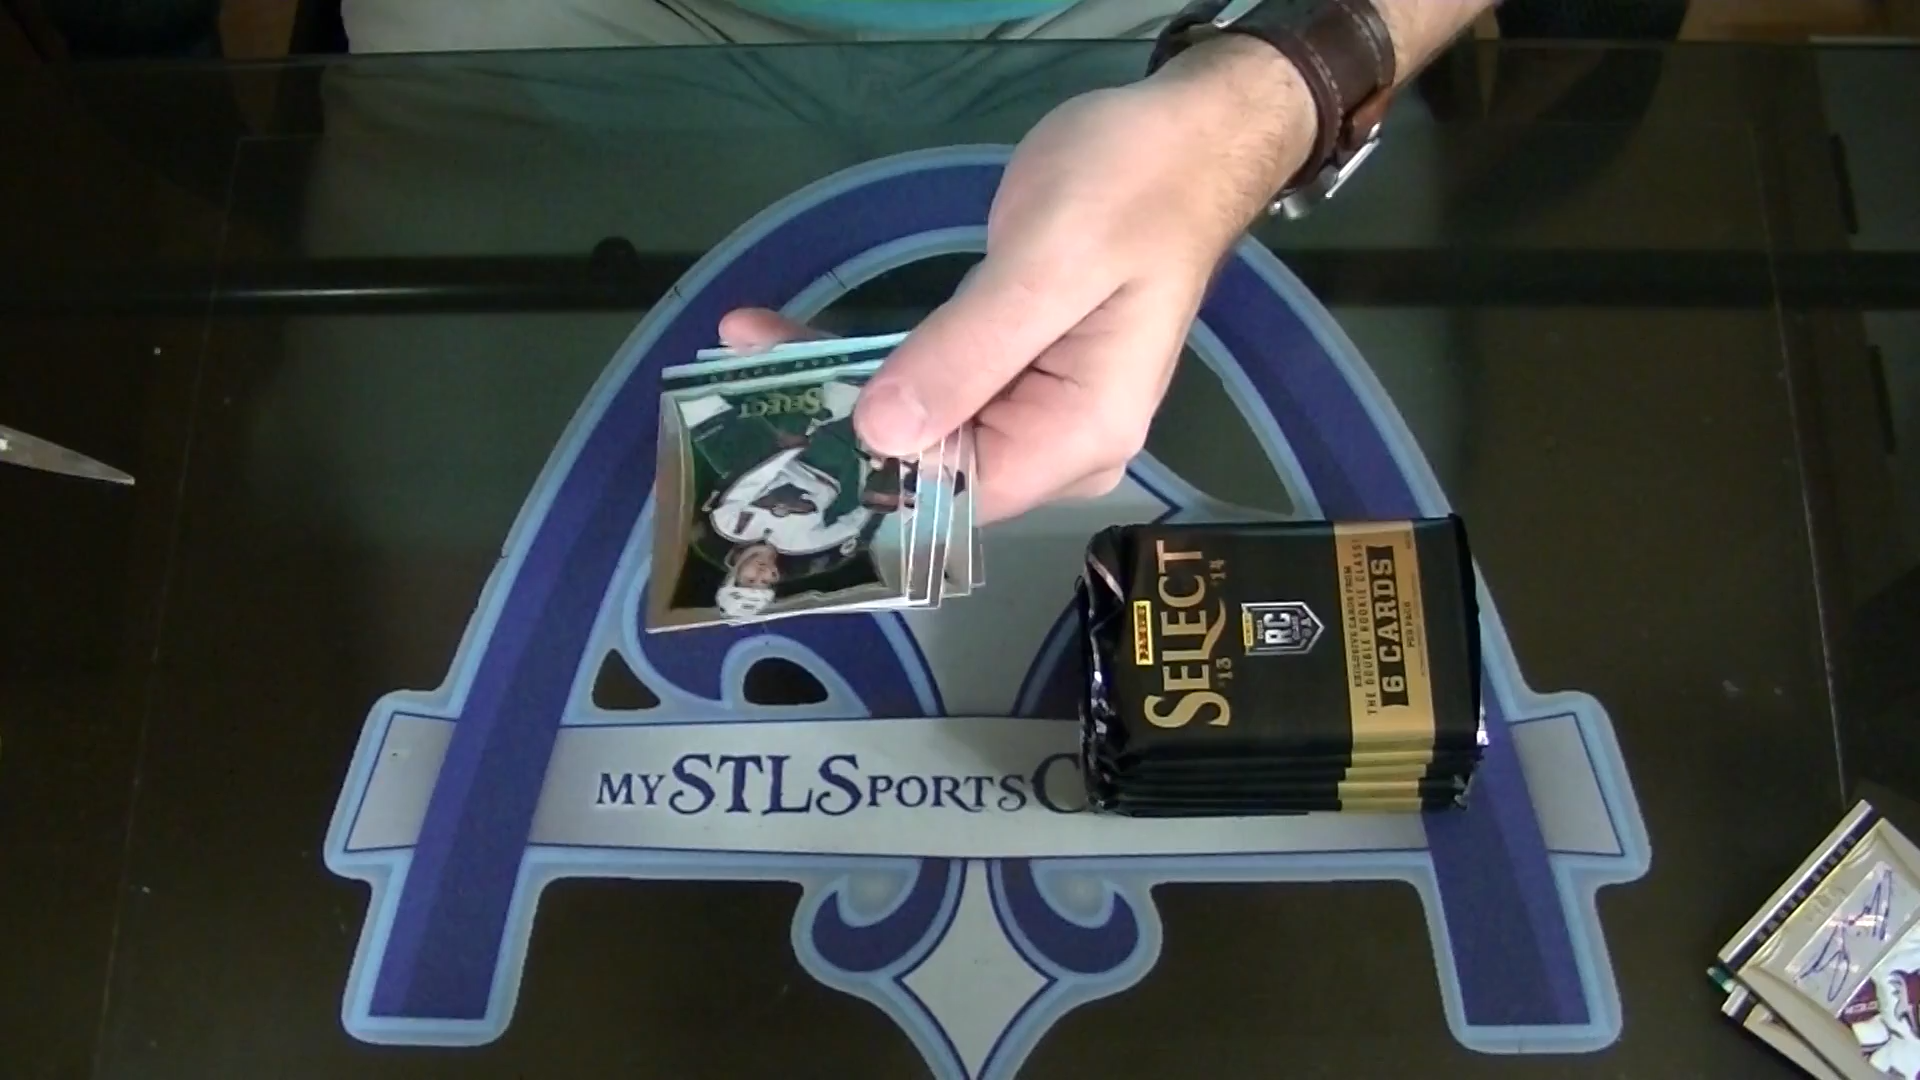 SELECT
MYSTLSPORTSC
PANINI
SELECT
'13 '14
RC
EXCLUSIVE CARDS FROM
THE DOUBLE ROOKIE CLASS!
6 CARDS
PER PACK